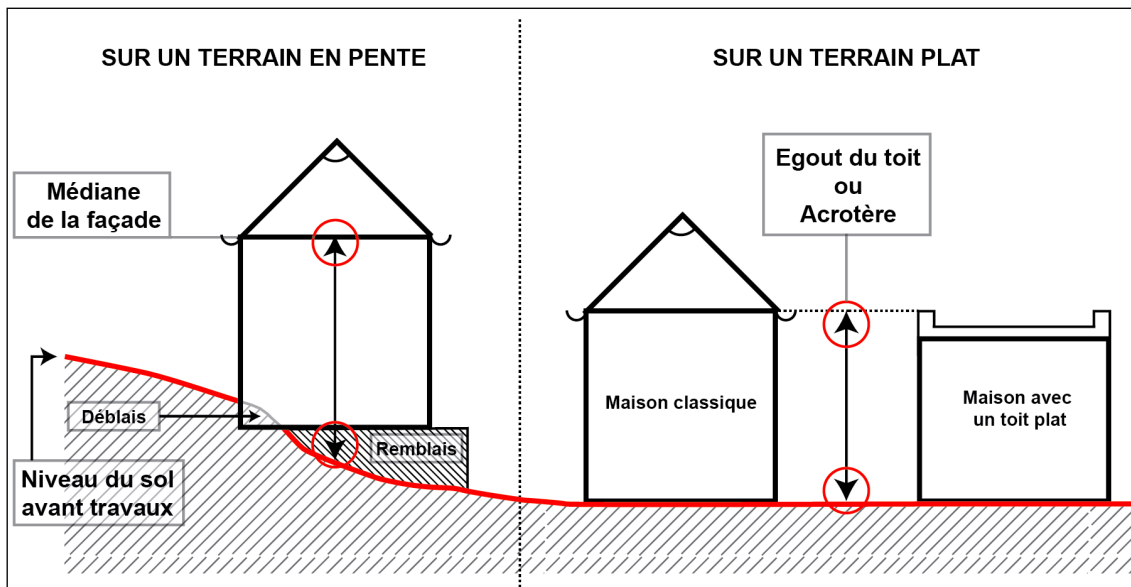 SUR UN TERRAIN EN PENTE
Médiane
de la façade
Déblais
Remblais
Niveau du sol
avant travaux
SUR UN TERRAIN PLAT
Egout du toit
ou
Acrotère
Maison classique
Maison avec
un toit plat